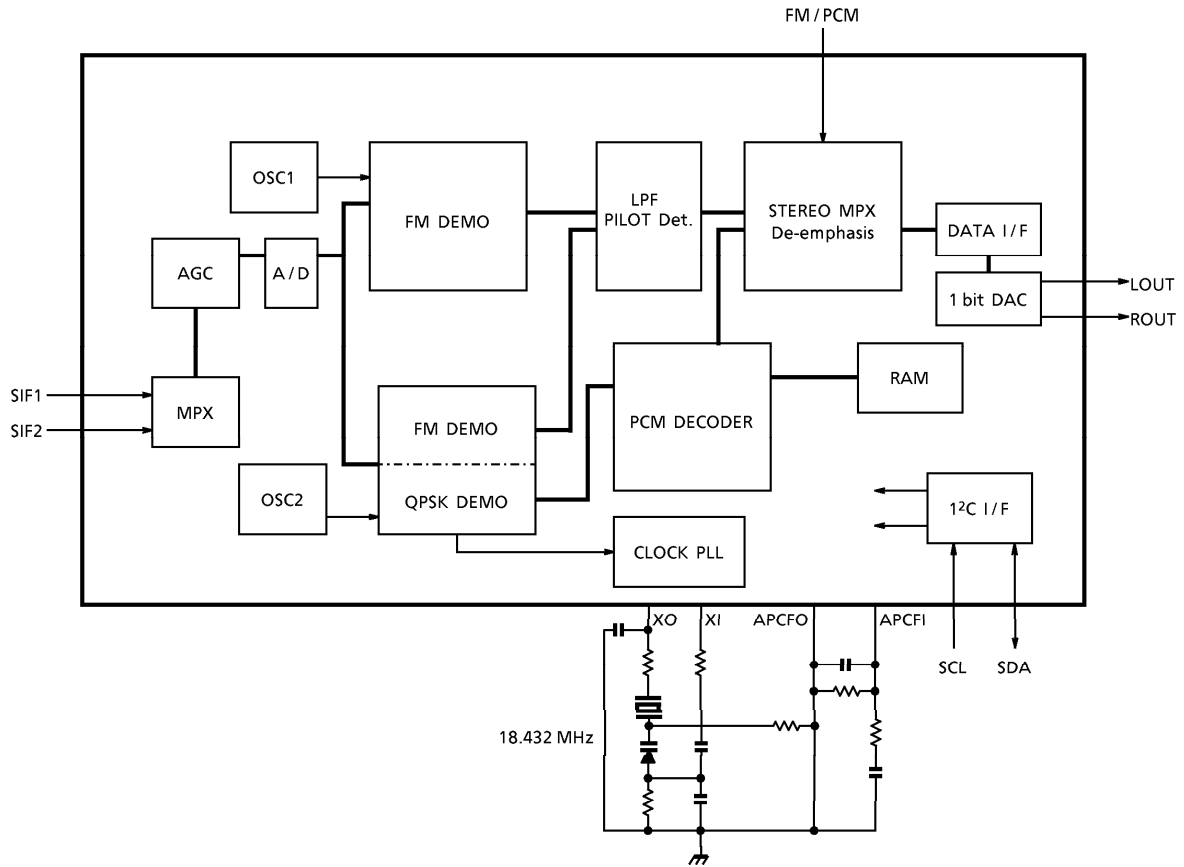 FM / PCM
OSC1
FM DEMO
LPF
PILOT Det.
STEREO MPX
De-emphasis
DATA I / F
AGC
A / D
1 bit DAC
LOUT
ROUT
SIF1
SIF2
MPX
FM DEMO
QPSK DEMO
PCM DECODER
RAM
OSC2
CLOCK PLL
1²C I / F
XO
XI
APCFO
APCFI
SCL
SDA
18.432 MHz